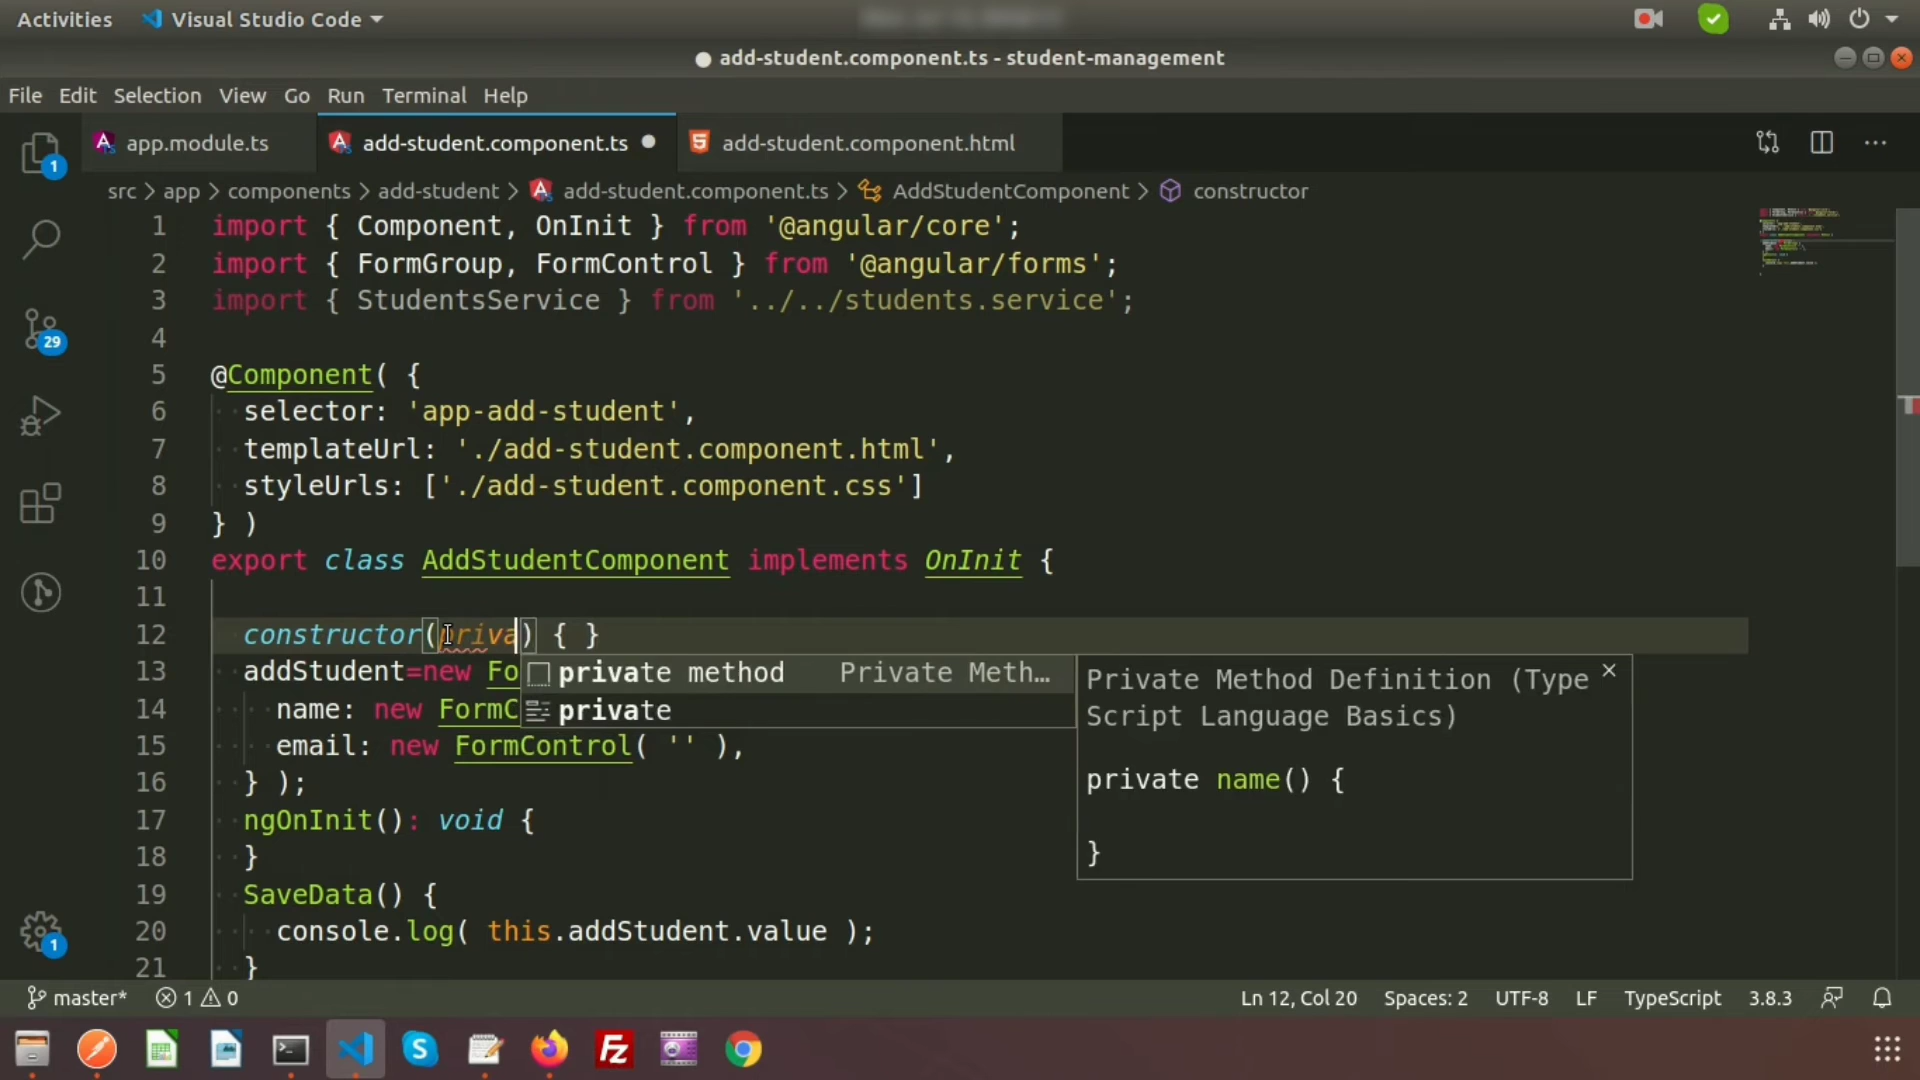 Activities Visual Studio Code
add-student.component.ts - student-management
File Edit Selection View Go Run Terminal Help
1 app.module.ts add-student.component.ts add-student.component.html
src > app > components > add-student > add-student.component.ts > AddStudentComponent > constructor
1 import { Component, OnInit } from '@angular/core';
2 import { FormGroup, FormControl } from '@angular/forms';
3 import { StudentsService } from '../../students.service';
29
4
5 @Component( {
6 selector: 'app-add-student',
7 templateUrl: './add-student.component.html',
8 styleUrls: ['./add-student.component.css']
9 } )
10 export class AddStudentComponent implements OnInit {
11
12 constructor(priva) { }
13 addStudent=new Fo
private method Private Meth…
14 name: new FormC
private
15 email: new FormControl( '' ),
16 } );
17 ngOnInit(): void {
18 }
19 SaveData() {
20 console.log( this.addStudent.value );
21 }
Private Method Definition (Type
Script Language Basics)
private name() {
}
1
master* 1 0 Ln 12, Col 20 Spaces: 2 UTF-8 LF TypeScript 3.8.3
S Fz